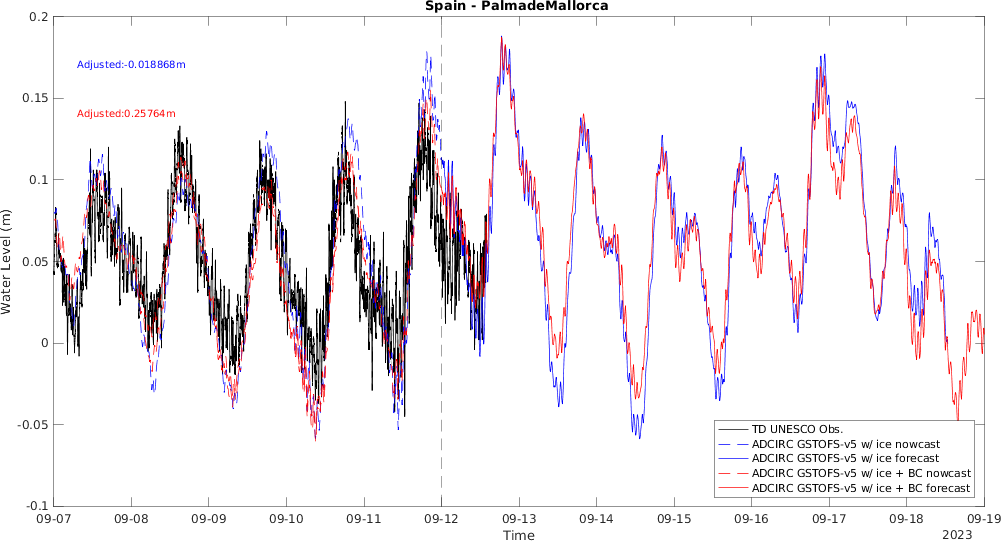 Spain - PalmadeMallorca
Adjusted:-0.018868m
Adjusted:0.25764m
Water Level (m)
0.2
0.15
0.1
0.05
0
-0.05
-0.1
TD UNESCO Obs.
ADCIRC GSTOFS-v5 w/ ice nowcast
ADCIRC GSTOFS-v5 w/ ice forecast
ADCIRC GSTOFS-v5 w/ ice + BC nowcast
ADCIRC GSTOFS-v5 w/ ice + BC forecast
09-07 09-08 09-09 09-10 09-11 09-12 09-13 09-14 09-15 09-16 09-17 09-18 09-19
Time
2023